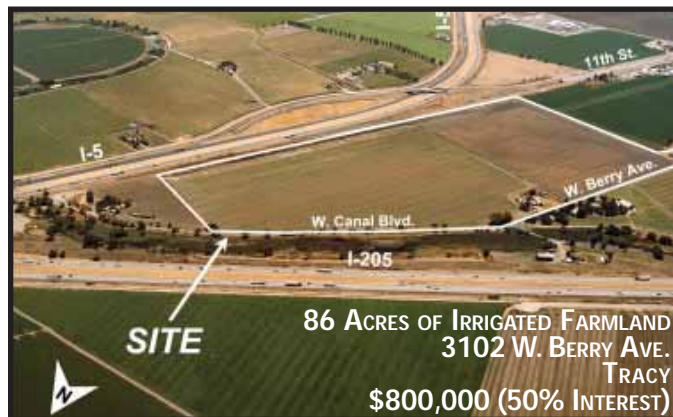 I-5
11th St.
I-5
W. Berry Ave.
W. Canal Blvd.
I-205
SITE
N
86 ACRES OF IRRIGATED FARMLAND
3102 W. BERRY AVE.
TRACY
$800,000 (50% INTEREST)